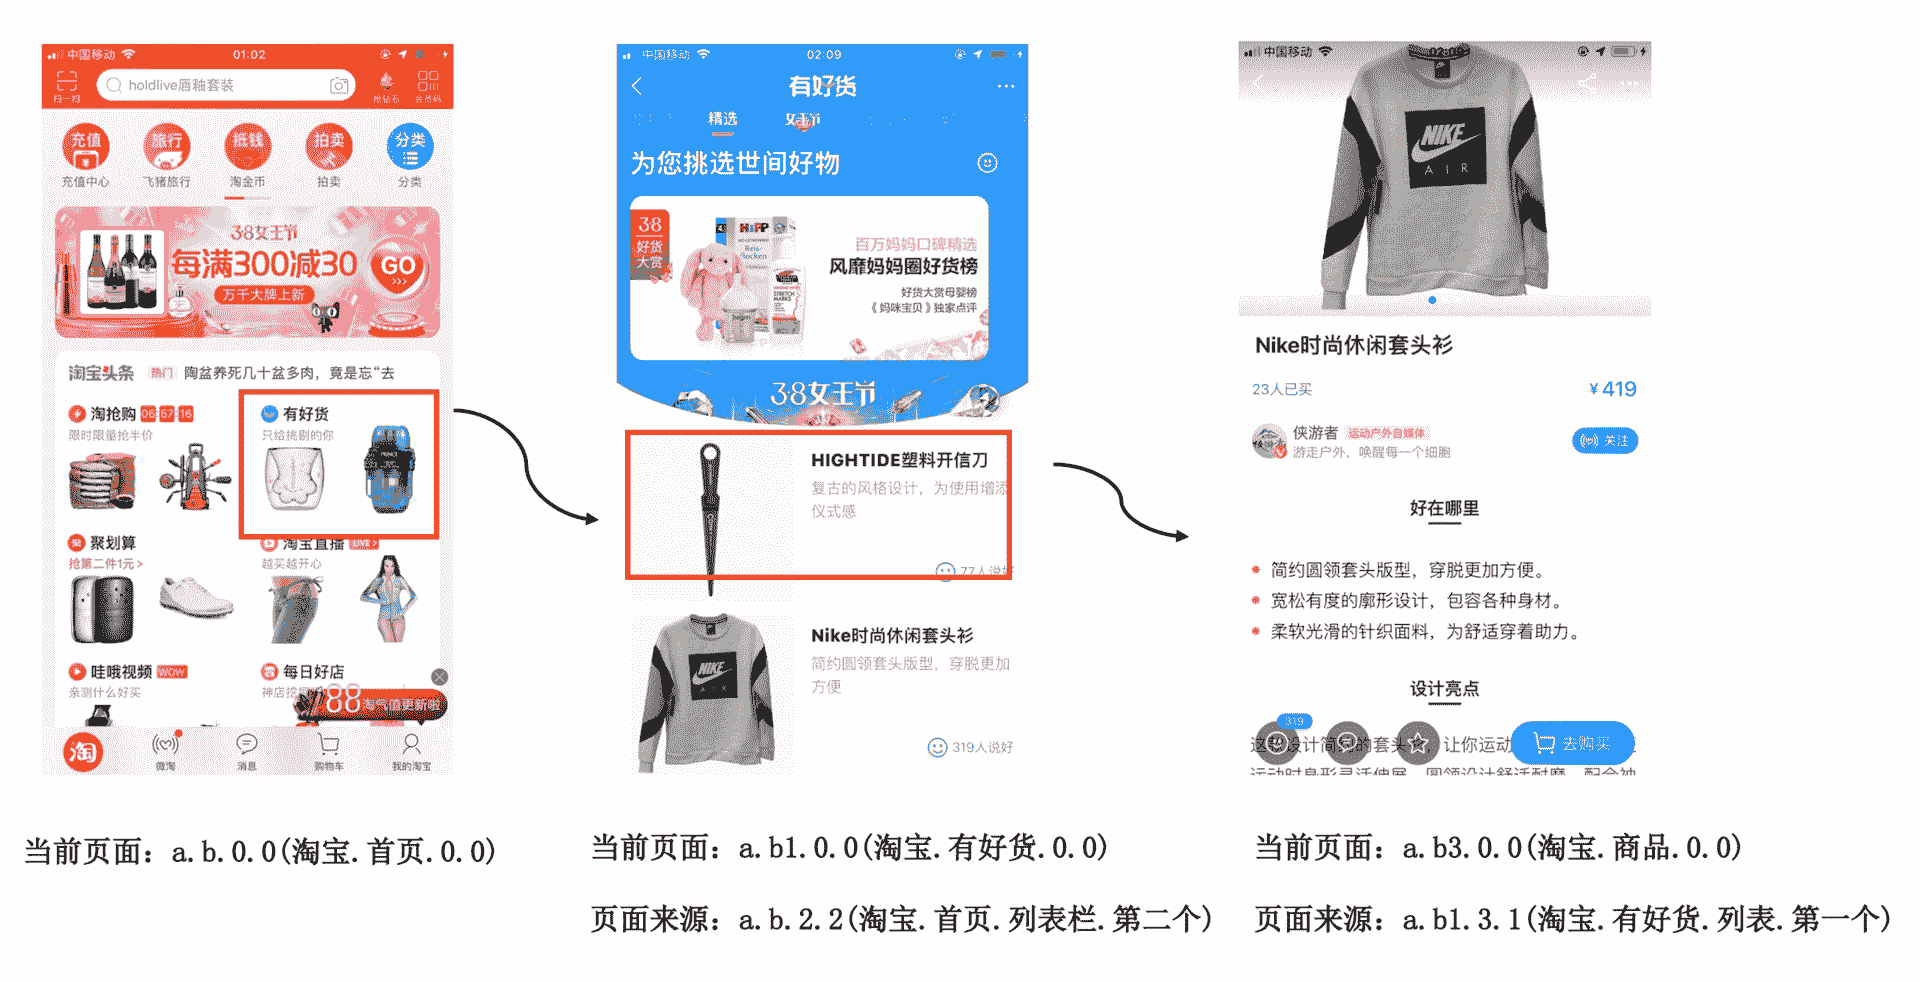 中国移动
01:02
扫一扫
holdlive唇釉套装
会员码
充值
旅行
抵钱
拍卖
分类
充值中心
飞猪旅行
淘金币
拍卖
分类
38女王节
每满300减30
GO
万千大牌上新
淘宝头条
热门
陶盆养死几十盆多肉，竟是忘“去
淘抢购
06:57:16
限时限量抢半价
有好货
只给挑剔的你
聚划算
抢第二件1元>
淘宝直播
LIVE>
越买越开心
哇哦视频
WOW
亲测什么好买
每日好店
神店挖掘
88
淘气值更新啦
淘
微淘
消息
购物车
我的淘宝
当前页面：a.b.0.0(淘宝.首页.0.0)
中国移动
02:09
有好货
精选
女王节
为您挑选世间好物
38
好货
大赏
HiPP
百万妈妈口碑精选
风靡妈妈圈好货榜
好货大赏母婴榜
《妈咪宝贝》独家点评
38女王节
HIGHTIDE塑料开信刀
复古的风格设计，为使用增添
仪式感
77人说好
NIKE
AIR
Nike时尚休闲套头衫
简约圆领套头版型，穿脱更加
方便
319人说好
当前页面：a.b1.0.0(淘宝.有好货.0.0)
页面来源：a.b.2.2(淘宝.首页.列表栏.第二个)
中国移动
02:09
NIKE
AIR
Nike时尚休闲套头衫
23人已买
¥419
侠游者
运动户外自媒体
游走户外，唤醒每一个细胞
关注
好在哪里
简约圆领套头版型，穿脱更加方便。
宽松有度的廓形设计，包容各种身材。
柔软光滑的针织面料，为舒适穿着助力。
设计亮点
319
去购买
当前页面：a.b3.0.0(淘宝.商品.0.0)
页面来源：a.b1.3.1(淘宝.有好货.列表.第一个)